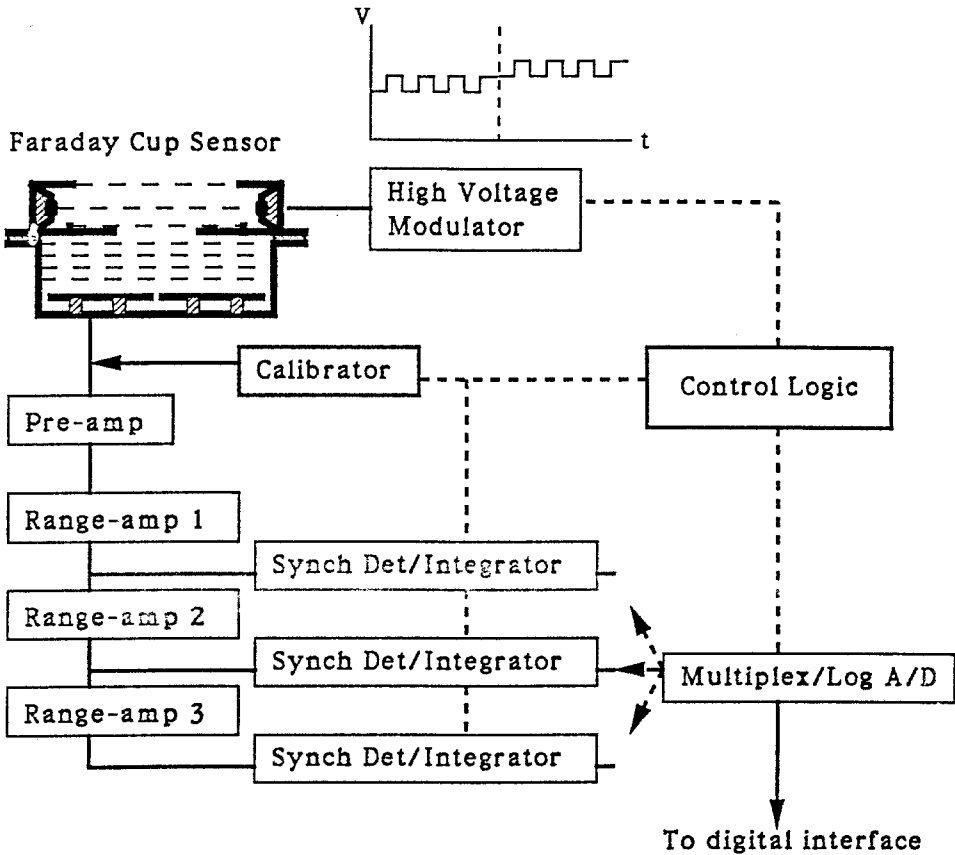 V
t
Faraday Cup Sensor
High Voltage
Modulator
Calibrator
Control Logic
Pre-amp
Range-amp 1
Synch Det/Integrator
Range-amp 2
Synch Det/Integrator
Multiplex/Log A/D
Range-amp 3
Synch Det/Integrator
To digital interface